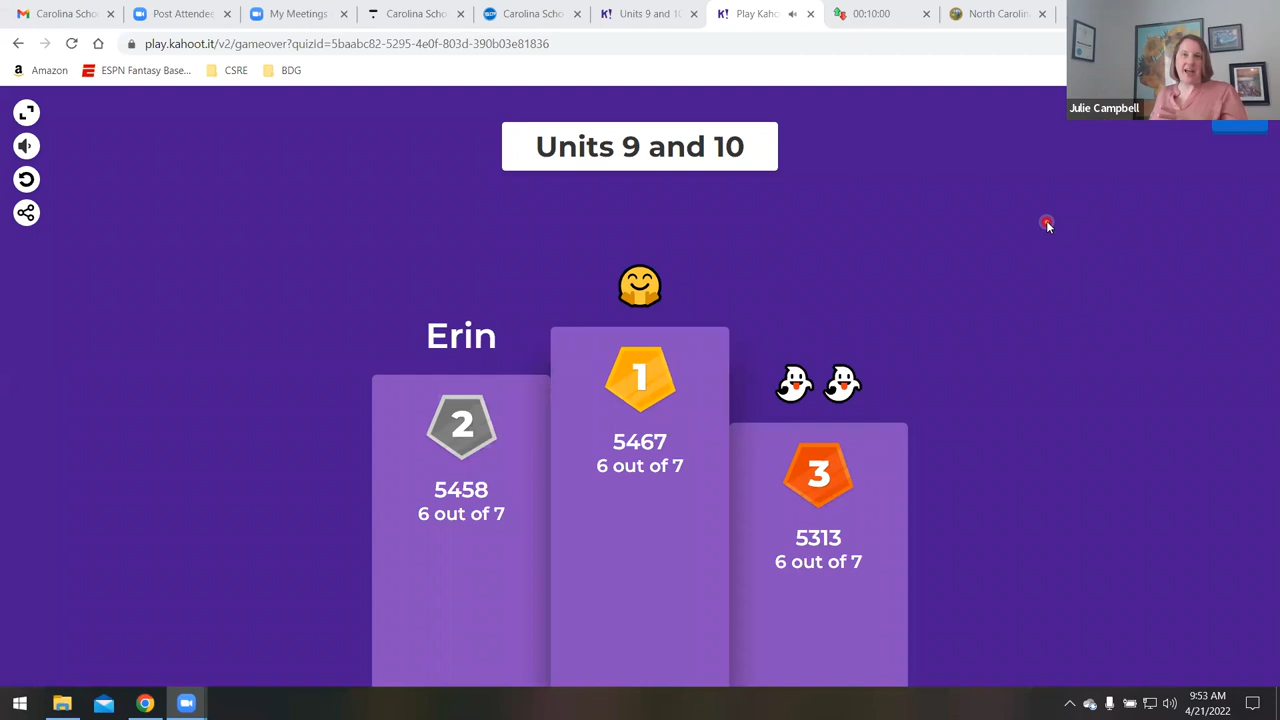 Carolina Scho
Post Attende
My Meetings
Carolina Scho
Carolina Scho
Units 9 and 10
Play Kaho
00:10:00
North Carolin
play.kahoot.it/v2/gameover?quizid=5baabc82-5295-4e0f-803d-390b03e3f836
Amazon
ESPN Fantasy Base...
CSRE
BDG
Julie Campbell
Units 9 and 10
Erin
1
5467
6 out of 7
2
5458
6 out of 7
3
5313
6 out of 7
9:53 AM
4/21/2022